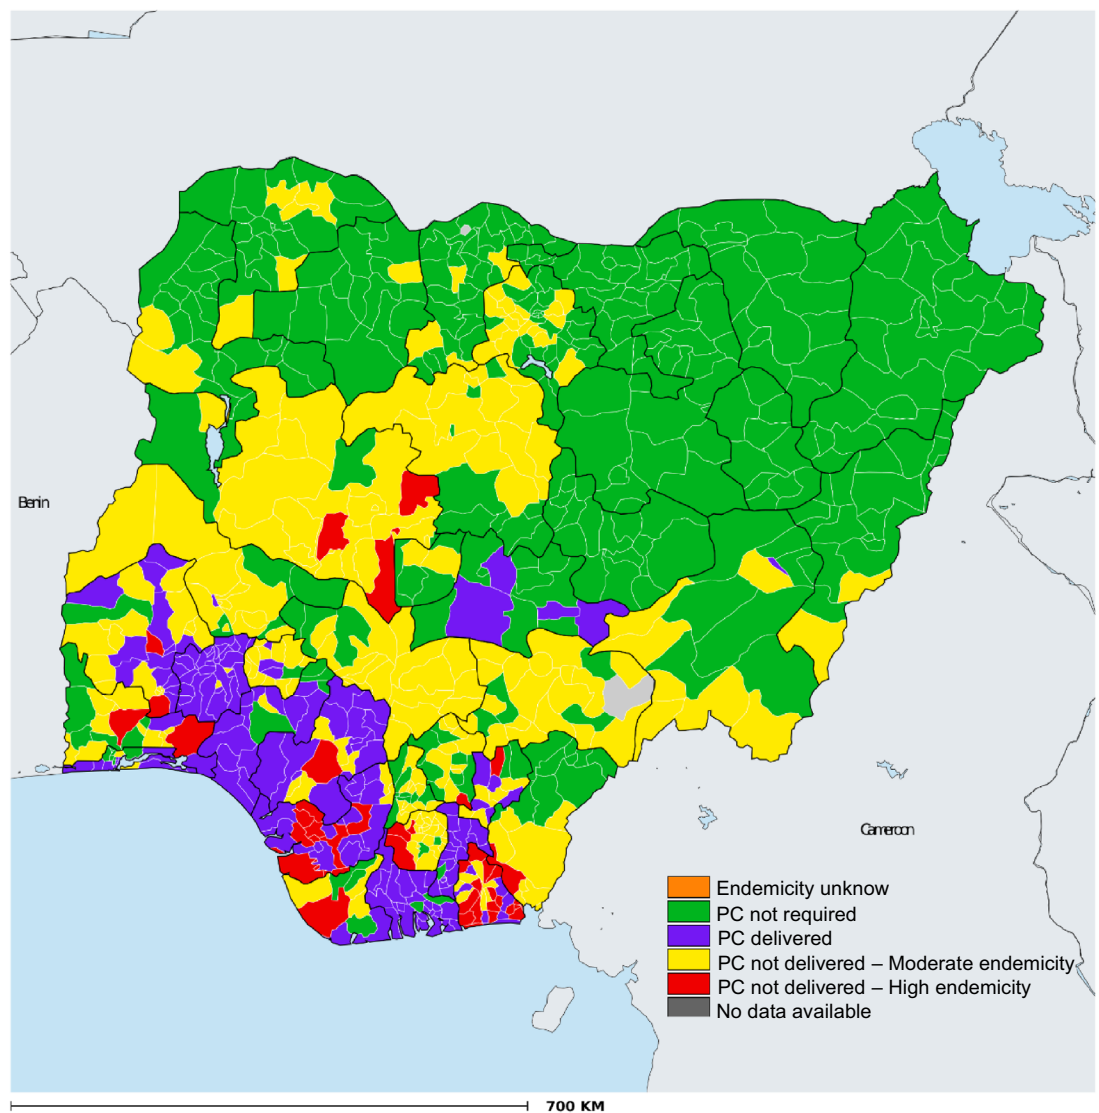 Benin
Cameroon
Endemicity unknow
PC not required
PC delivered
PC not delivered – Moderate endemicity
PC not delivered – High endemicity
No data available
700 KM